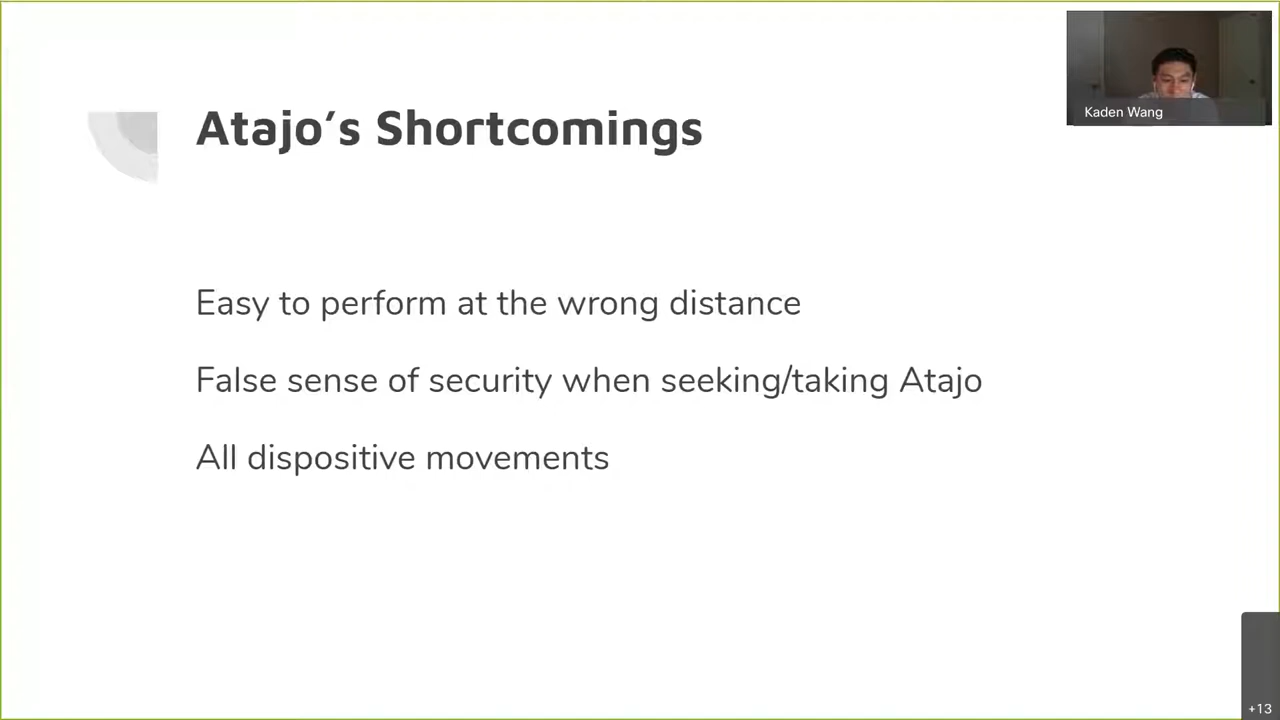 Kaden Wang
Atajo’s Shortcomings
Easy to perform at the wrong distance
False sense of security when seeking/taking Atajo
All dispositive movements
+13